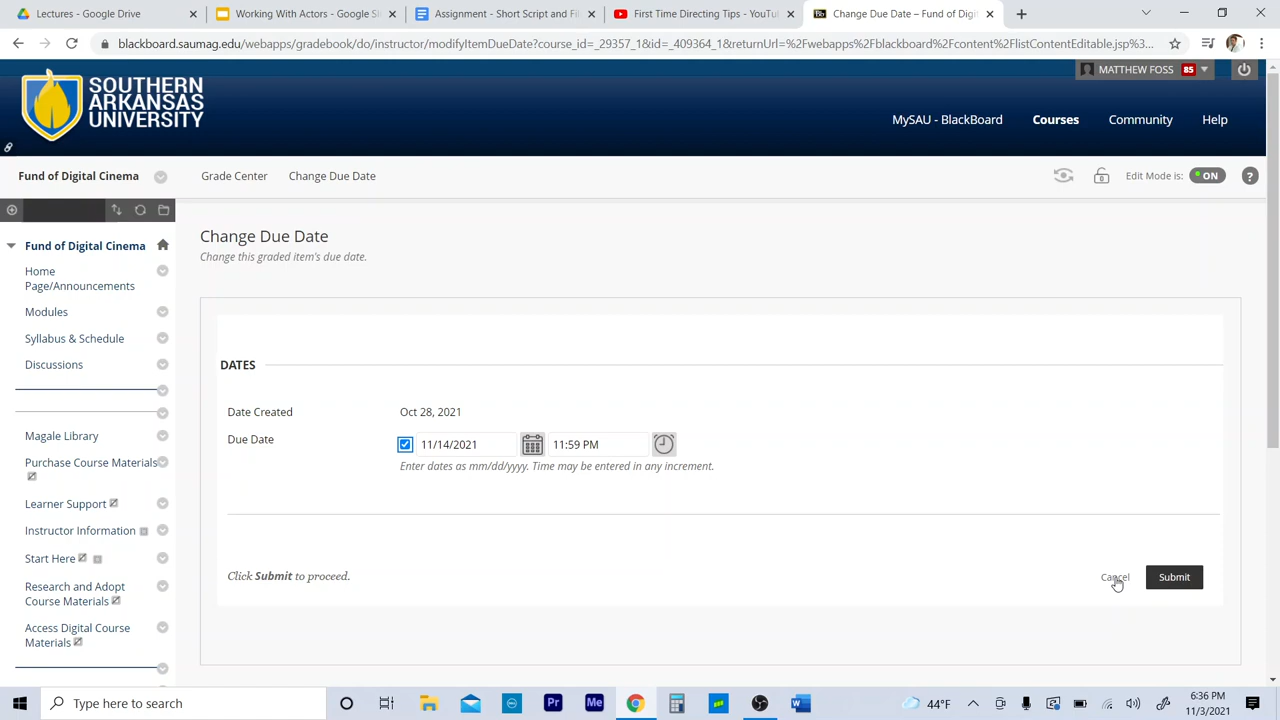 Lectures - Google Drive
Working With Actors - Google Sl
Assignment - Short Script and Fil
First Time Directing Tips - YouTu
Change Due Date – Fund of Digit
blackboard.saumag.edu/webapps/gradebook/do/instructor/modifyItemDueDate?course_id=_29357_1&id=_409364_1&returnUrl=%2Fwebapps%2Fblackboard%2Fcontent%2FlistContentEditable.jsp%3...
SOUTHERN
ARKANSAS
UNIVERSITY
MATTHEW FOSS 85
MySAU - BlackBoard Courses Community Help
Fund of Digital Cinema
Grade Center Change Due Date
Edit Mode is: ON ?
Fund of Digital Cinema
Home
Page/Announcements
Modules
Syllabus & Schedule
Discussions
Magale Library
Purchase Course Materials
Learner Support
Instructor Information
Start Here
Research and Adopt
Course Materials
Access Digital Course
Materials
Change Due Date
Change this graded item's due date.
DATES
Date Created Oct 28, 2021
Due Date 11/14/2021 11:59 PM
Enter dates as mm/dd/yyyy. Time may be entered in any increment.
Click Submit to proceed.
Cancel Submit
Type here to search
Pr
Me
44°F
6:36 PM
11/3/2021